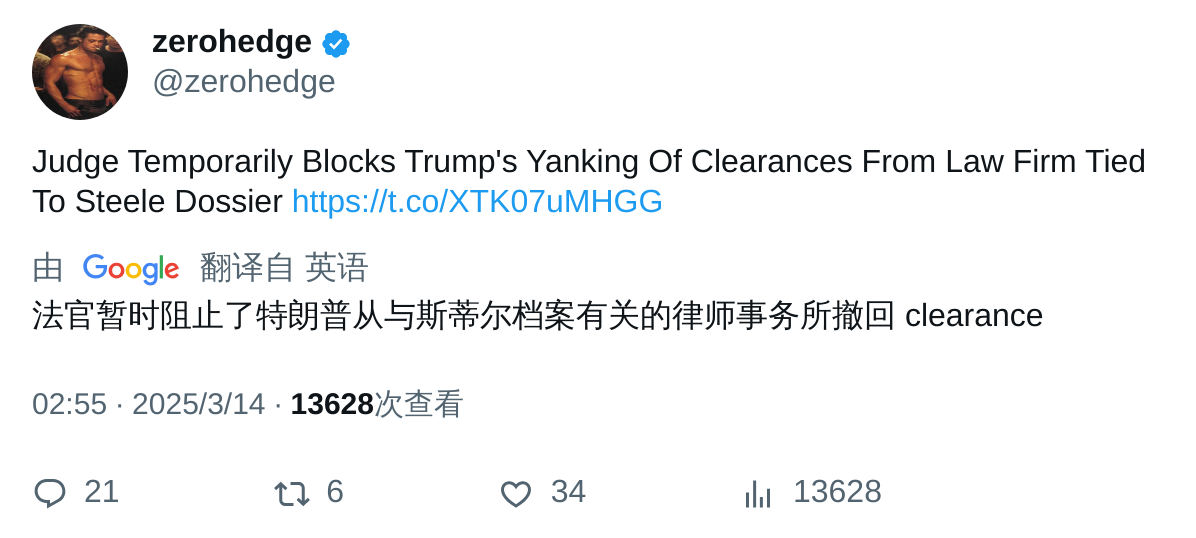 zerohedge
@zerohedge
Judge Temporarily Blocks Trump's Yanking Of Clearances From Law Firm Tied
To Steele Dossier https://t.co/XTK07uMHGG
由 Google 翻译自 英语
法官暂时阻止了特朗普从与斯蒂尔档案有关的律师事务所撤回 clearance
02:55 · 2025/3/14 · 13628次查看
21 6 34 13628